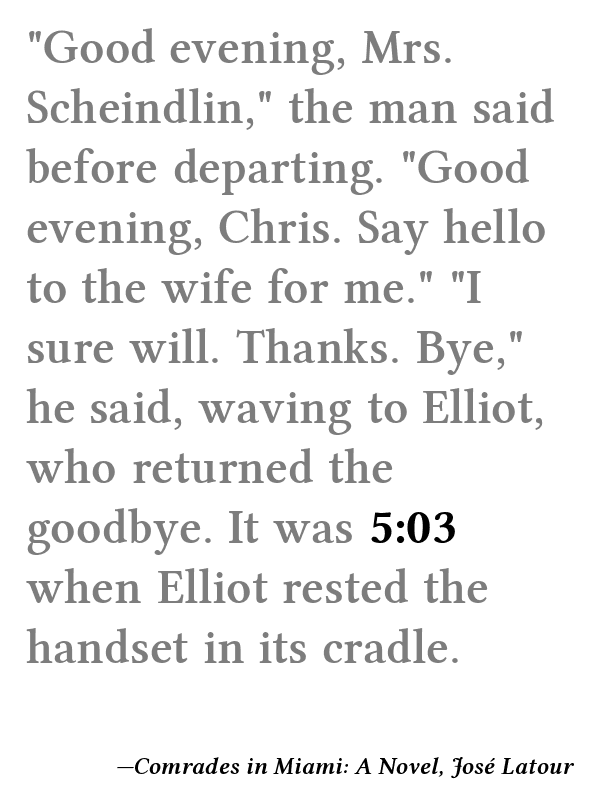 "Good evening, Mrs.
Scheindlin," the man said
before departing. "Good
evening, Chris. Say hello
to the wife for me." "I
sure will. Thanks. Bye,"
he said, waving to Elliot,
who returned the
goodbye. It was 5:03
when Elliot rested the
handset in its cradle.
—Comrades in Miami: A Novel, José Latour